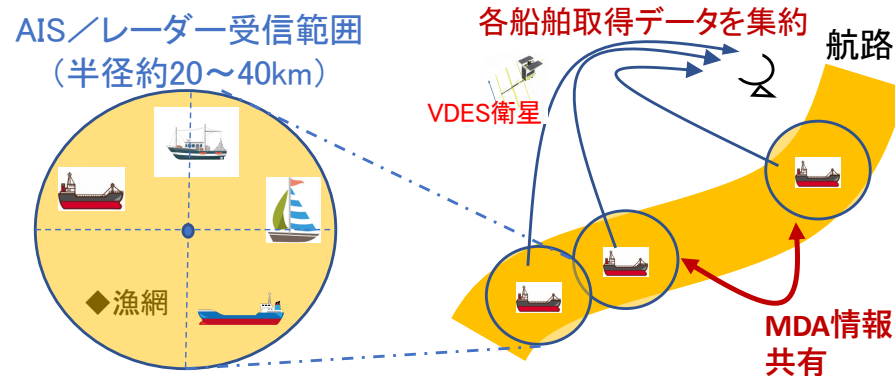 AIS／レーダー受信範囲
（半径約20～40km）
◆漁網
各船舶取得データを集約
航路
VDES衛星
MDA情報
共有